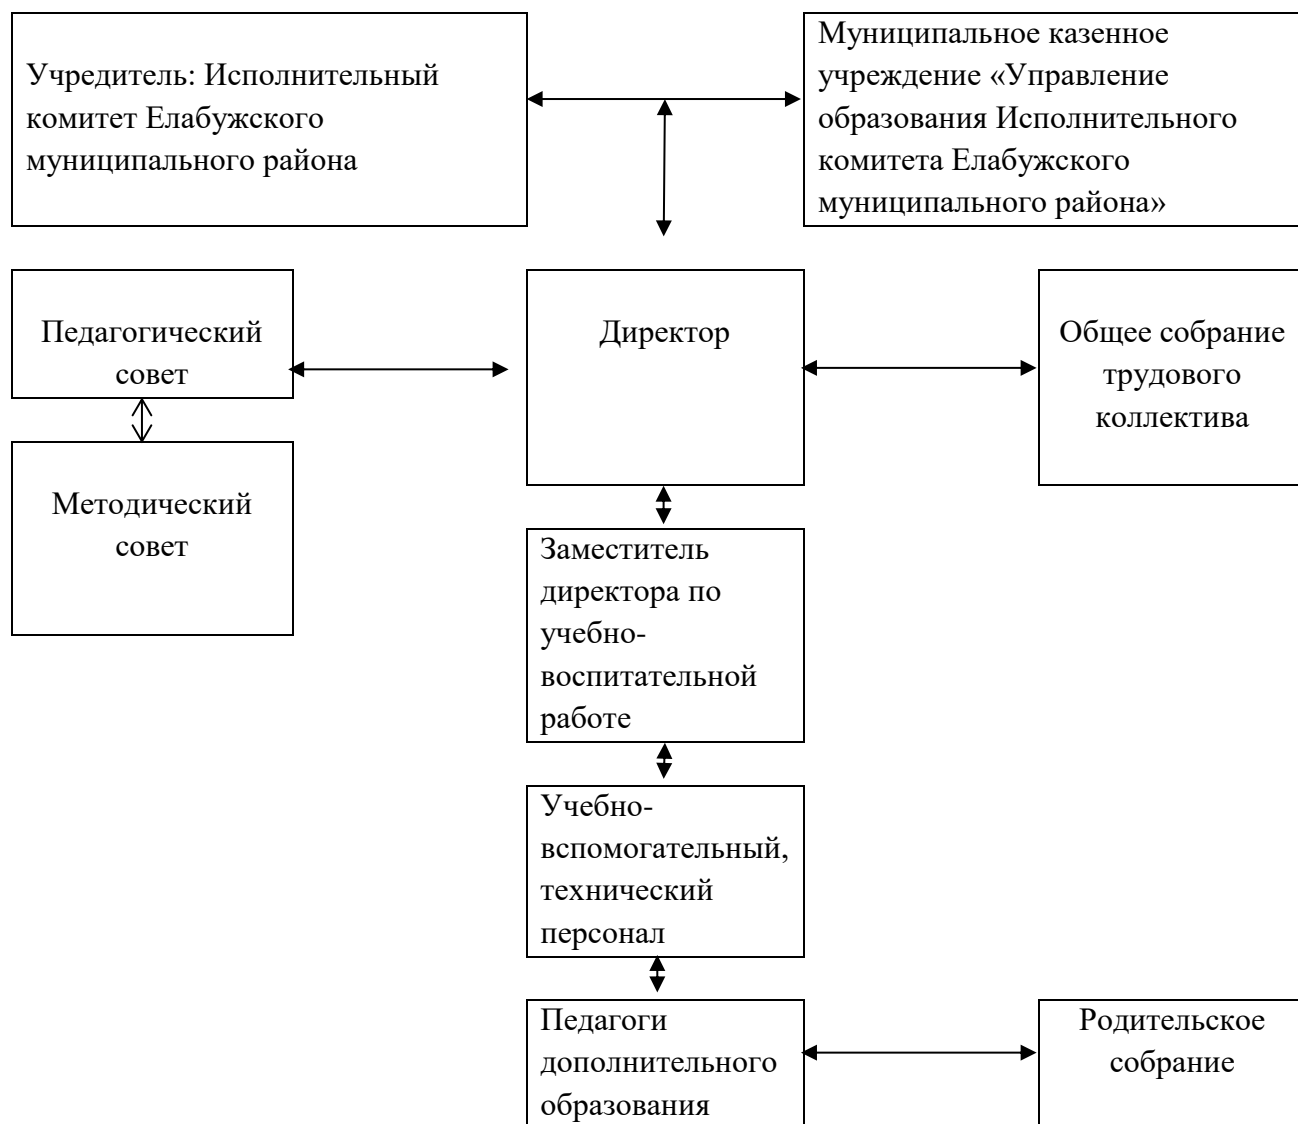 Учредитель: Исполнительный
комитет Елабужского
муниципального района
Муниципальное казенное
учреждение «Управление
образования Исполнительного
комитета Елабужского
муниципального района»
Педагогический
совет
Директор
Общее собрание
трудового
коллектива
Методический
совет
Заместитель
директора по
учебно-
воспитательной
работе
Учебно-
вспомогательный,
технический
персонал
Педагоги
дополнительного
образования
Родительское
собрание